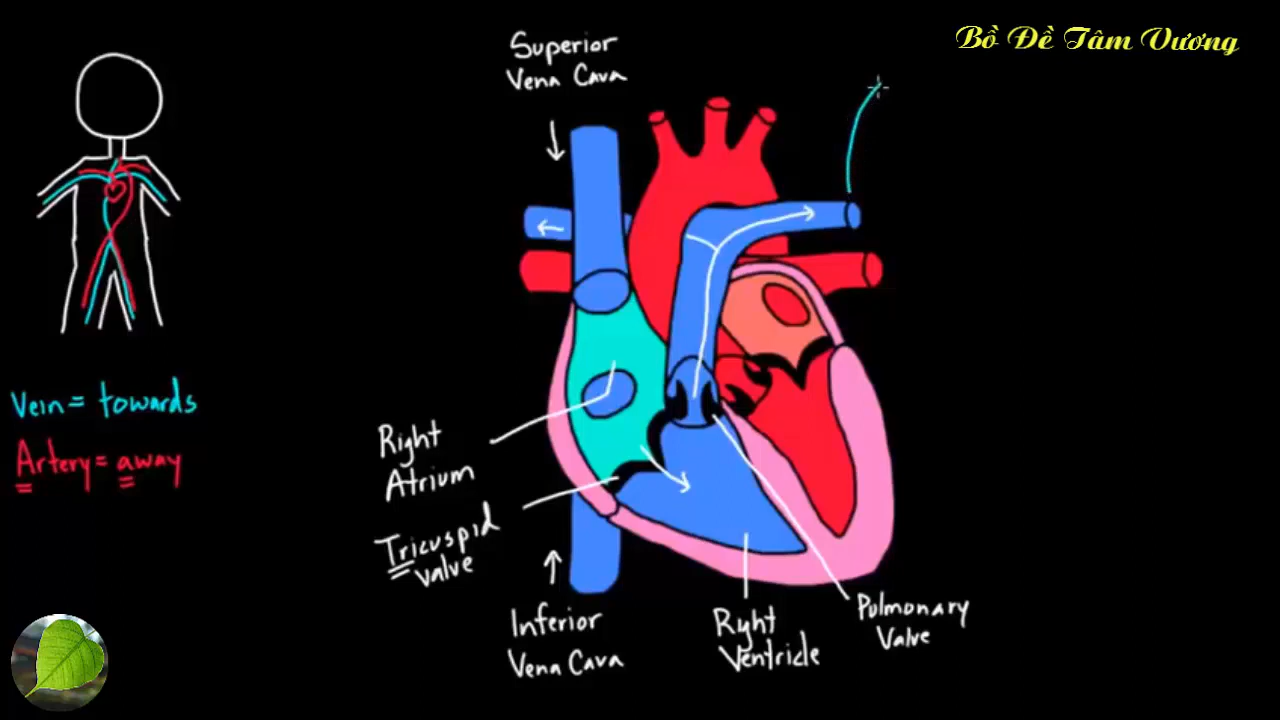 Bồ Đề Tâm Vương
Superior
Vena Cava
Vein = towards
Artery = away
Right
Atrium
Tricuspid
valve
Inferior
Vena Cava
Right
Ventricle
Pulmonary
Valve